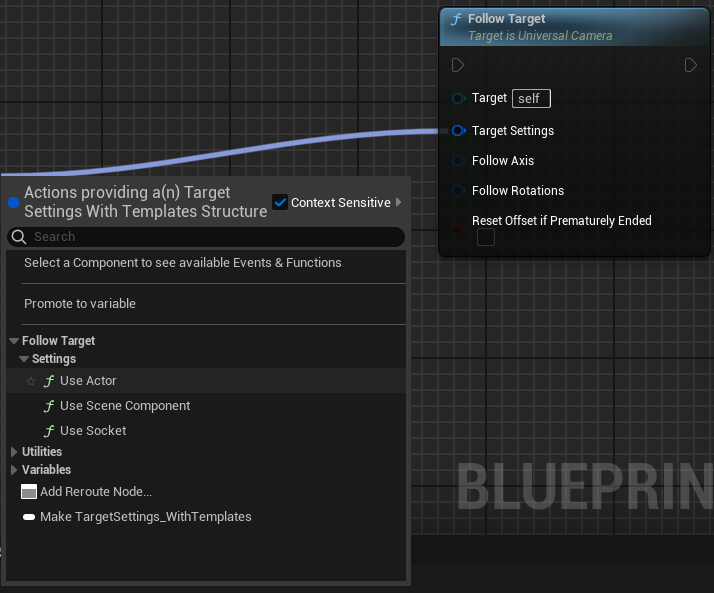 Follow Target
Target is Universal Camera
Target self
Target Settings
Follow Axis
Follow Rotations
Reset Offset if Prematurely Ended
Actions providing a(n) Target
Settings With Templates Structure
Context Sensitive
Search
Select a Component to see available Events & Functions
Promote to variable
Follow Target
Settings
Use Actor
Use Scene Component
Use Socket
Utilities
Variables
Add Reroute Node...
Make TargetSettings_WithTemplates
BLUEPRIN